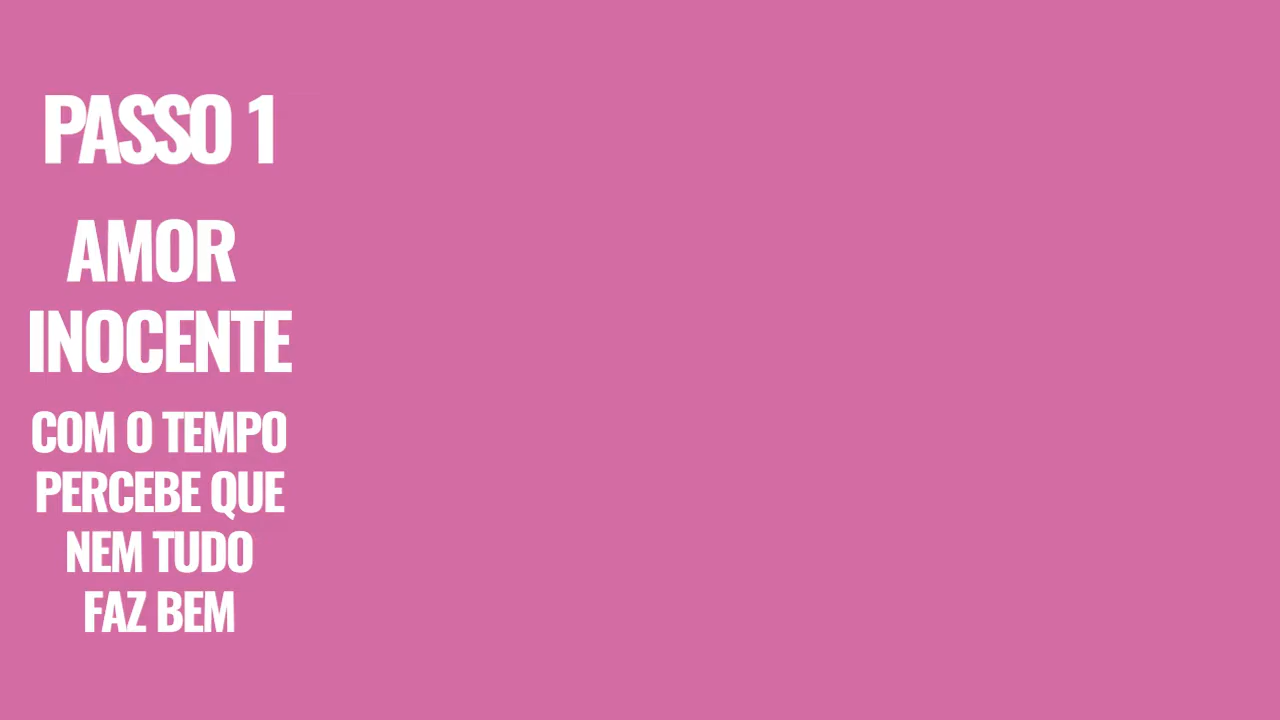 PASSO 1
AMOR
INOCENTE
COM O TEMPO
PERCEBE QUE
NEM TUDO
FAZ BEM